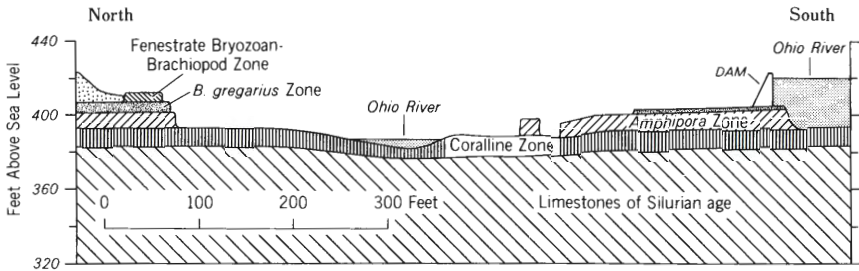 North
South
440
400
360
320
Feet Above Sea Level
Fenestrate Bryozoan-
Brachiopod Zone
B. gregarius Zone
Ohio River
Ohio River
DAM
Amphipora Zone
Coralline Zone
0 100 200 300 Feet
Limestones of Silurian age